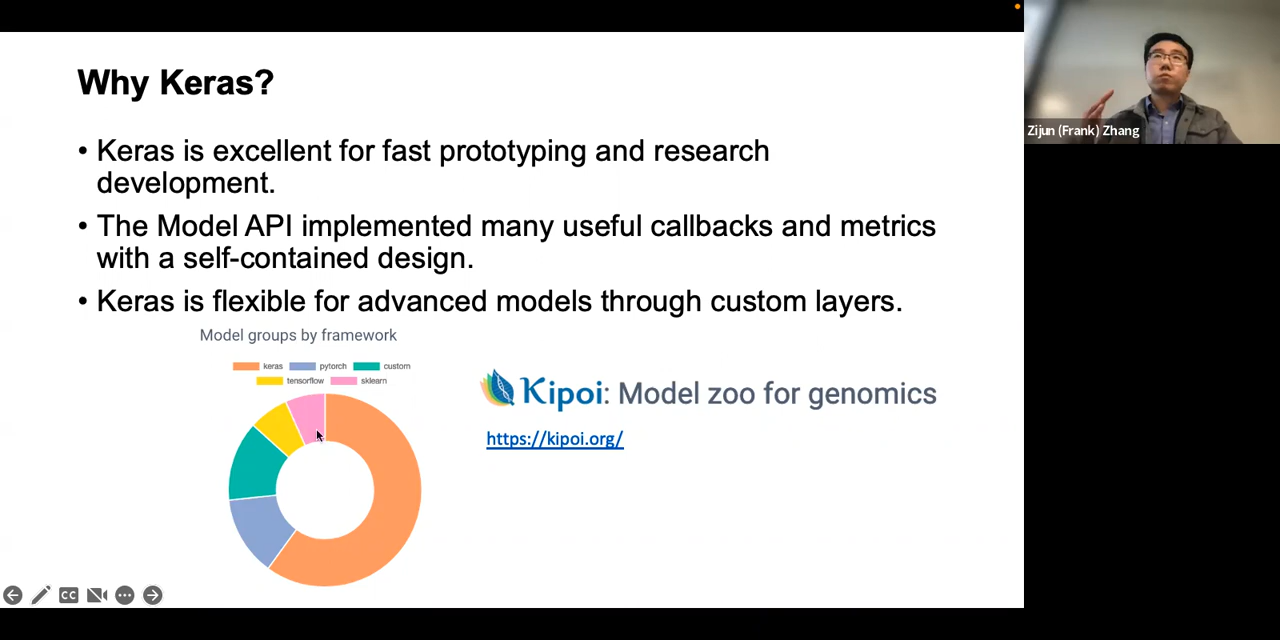 Why Keras?
• Keras is excellent for fast prototyping and research
development.
• The Model API implemented many useful callbacks and metrics
with a self-contained design.
• Keras is flexible for advanced models through custom layers.
Model groups by framework
keras pytorch custom
tensorflow sklearn
Kipoi: Model zoo for genomics
https://kipoi.org/
Zijun (Frank) Zhang
CC